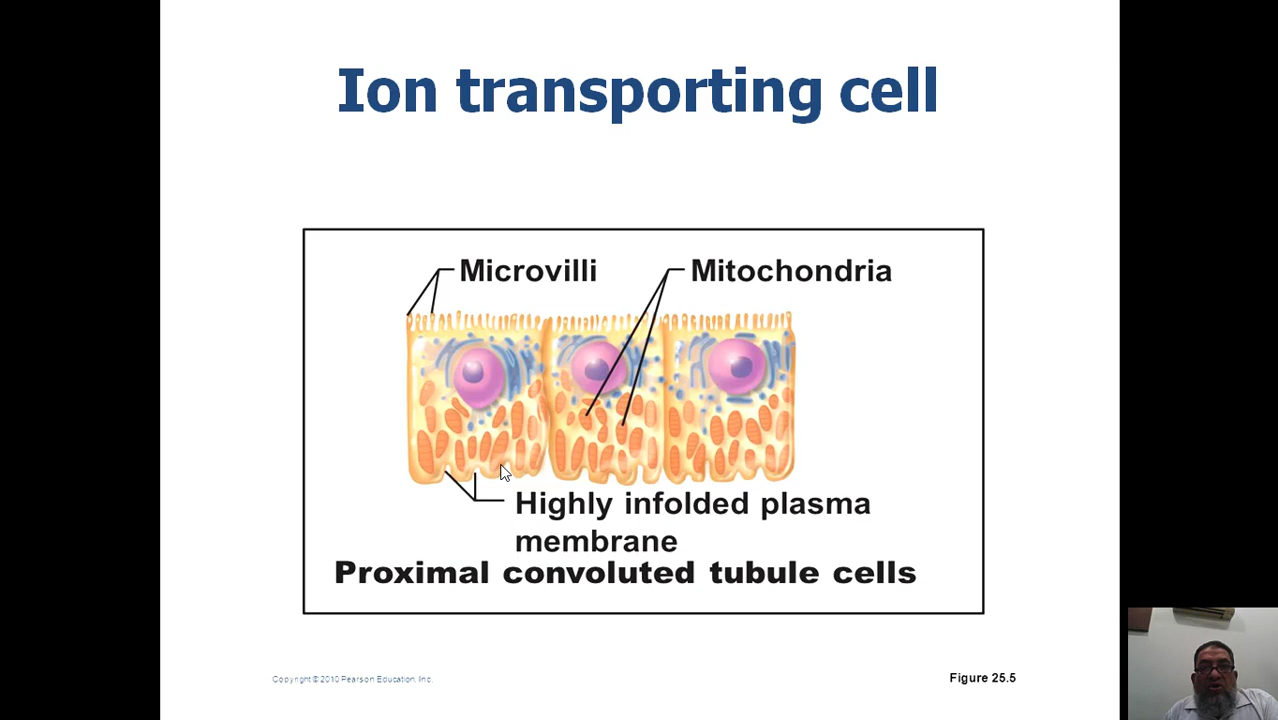 Ion transporting cell
Microvilli
Mitochondria
Highly infolded plasma
membrane
Proximal convoluted tubule cells
Copyright © 2010 Pearson Education, Inc.
Figure 25.5